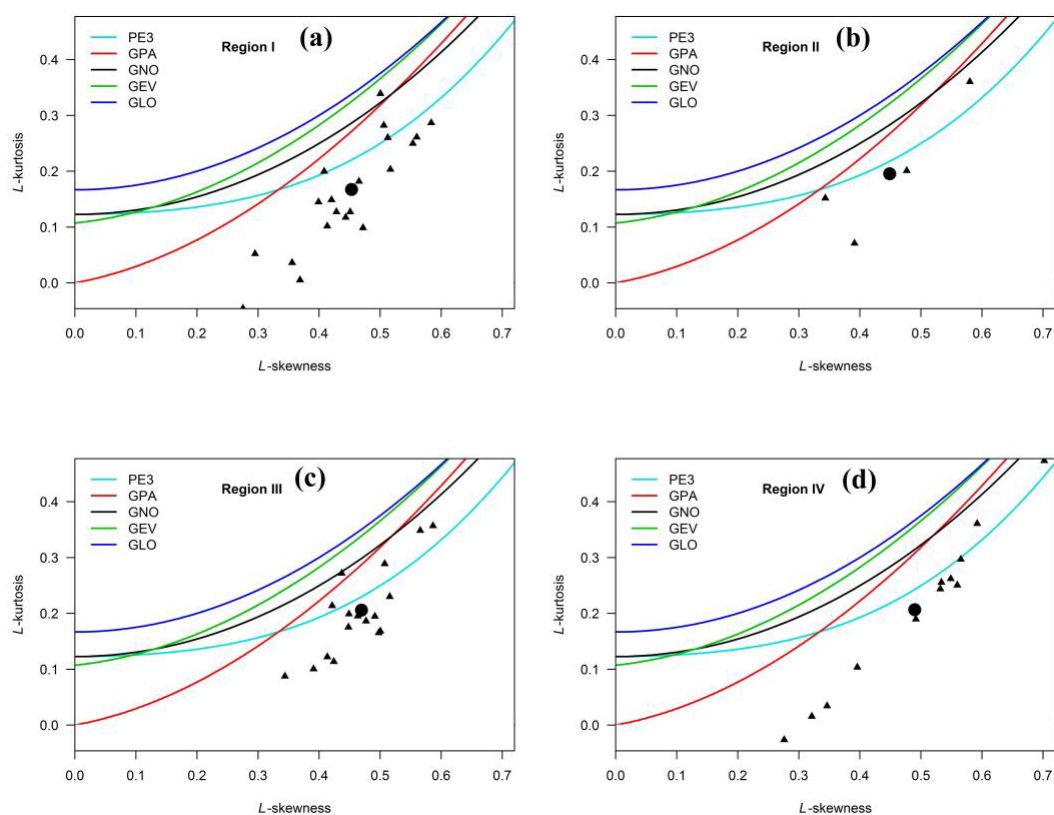 (a)
Region I
PE3
GPA
GNO
GEV
GLO
0.4
0.3
0.2
0.1
0.0
L-kurtosis
0.0 0.1 0.2 0.3 0.4 0.5 0.6 0.7
L-skewness
(b)
Region II
PE3
GPA
GNO
GEV
GLO
0.4
0.3
0.2
0.1
0.0
L-kurtosis
0.0 0.1 0.2 0.3 0.4 0.5 0.6 0.7
L-skewness
(c)
Region III
PE3
GPA
GNO
GEV
GLO
0.4
0.3
0.2
0.1
0.0
L-kurtosis
0.0 0.1 0.2 0.3 0.4 0.5 0.6 0.7
L-skewness
(d)
Region IV
PE3
GPA
GNO
GEV
GLO
0.4
0.3
0.2
0.1
0.0
L-kurtosis
0.0 0.1 0.2 0.3 0.4 0.5 0.6 0.7
L-skewness